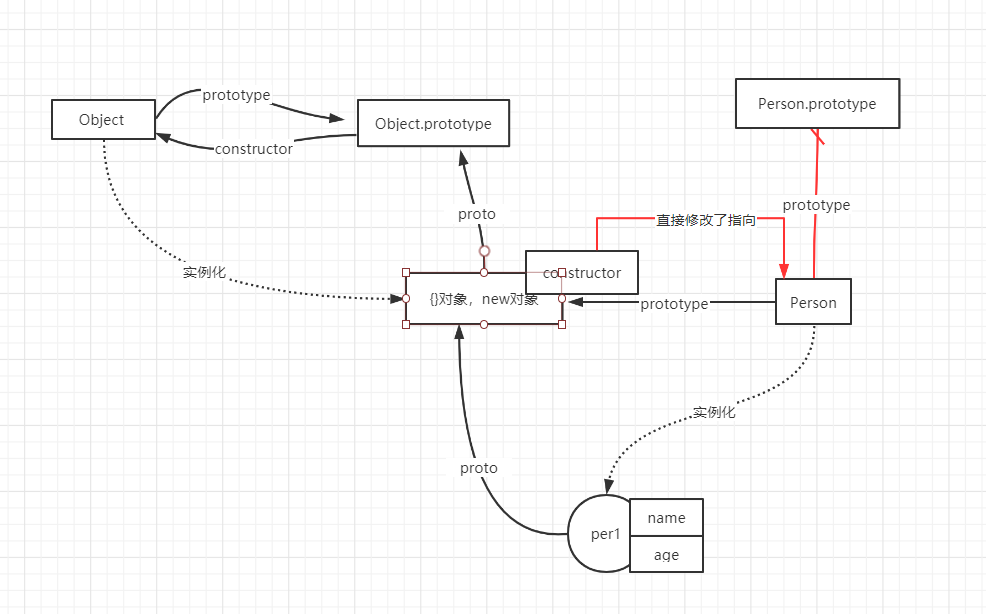 Object
prototype
Object.prototype
constructor
Person.prototype
prototype
proto
直接修改了指向
constructor
实例化
{}对象，new对象
prototype
Person
实例化
proto
per1
name
age